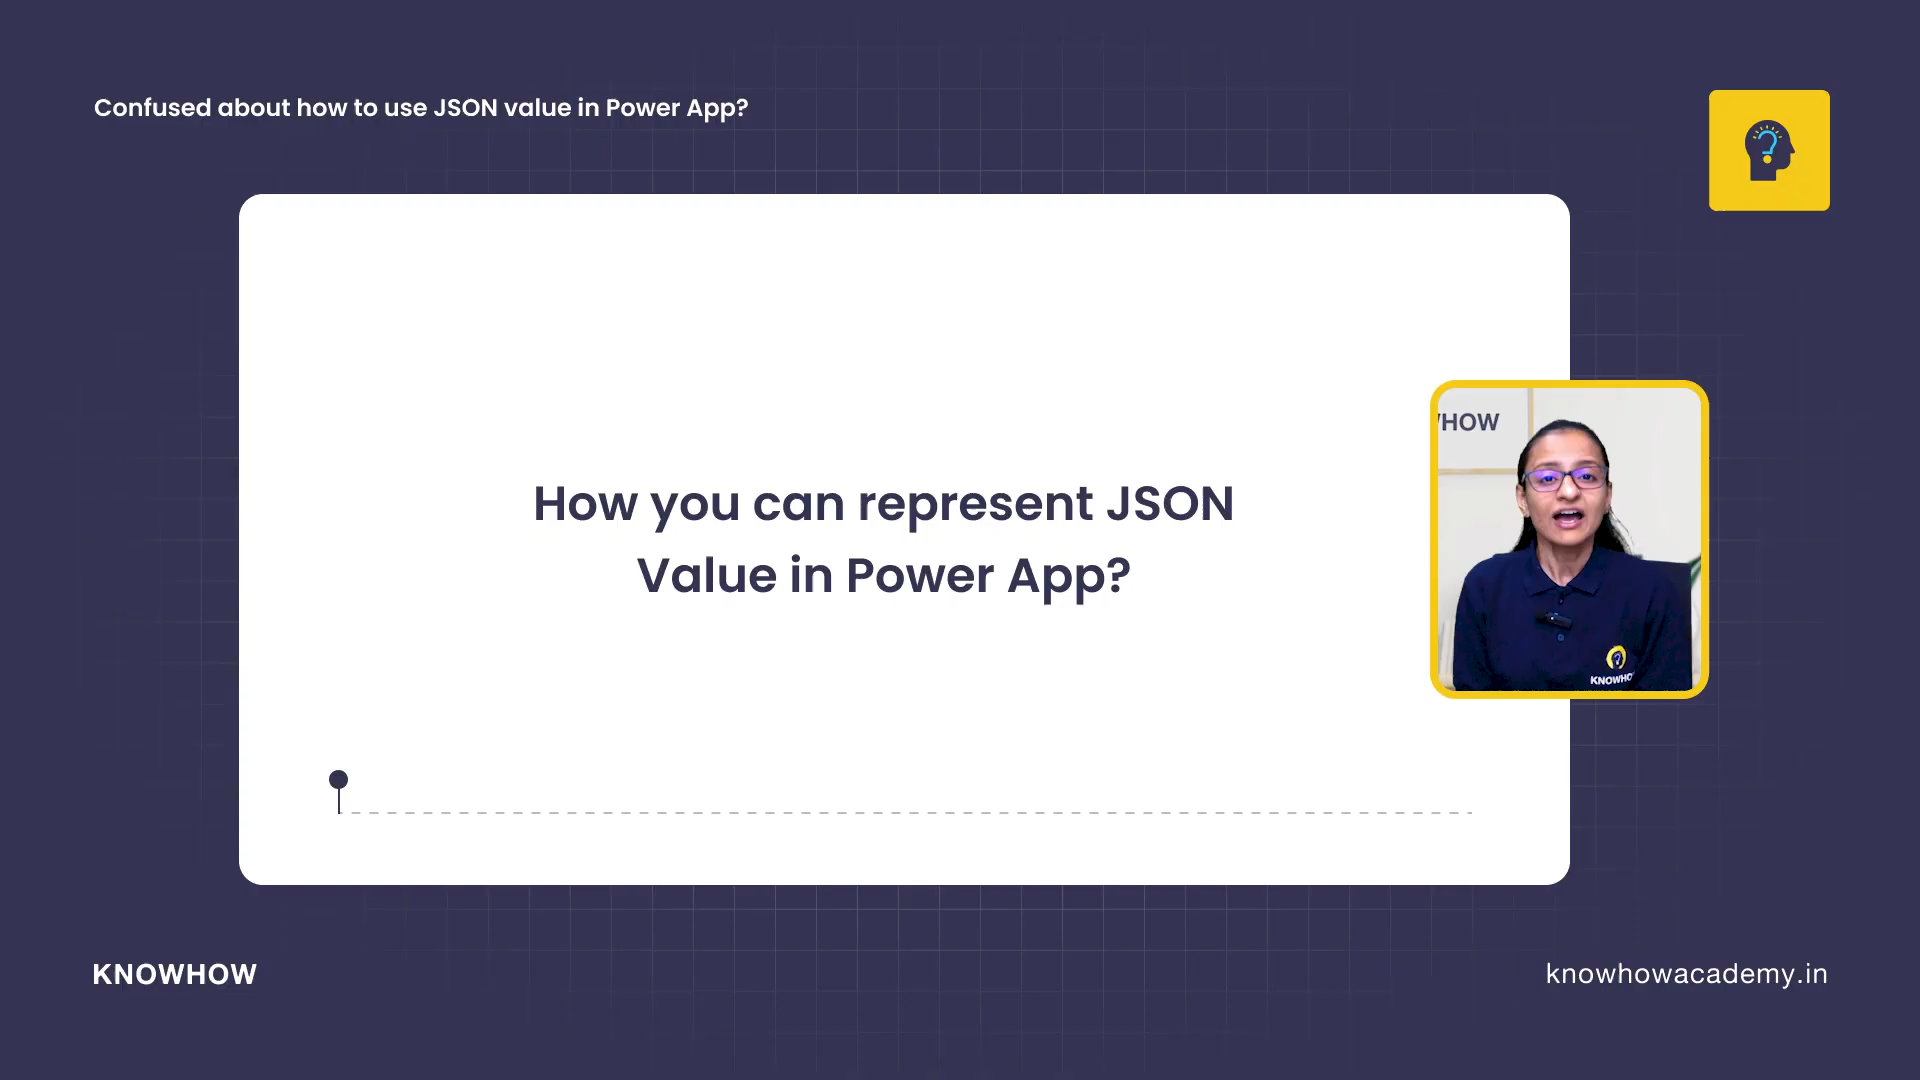 Confused about how to use JSON value in Power App?
How you can represent JSON
Value in Power App?
HOW
KNOWHO
KNOWHOW
knowhowacademy.in